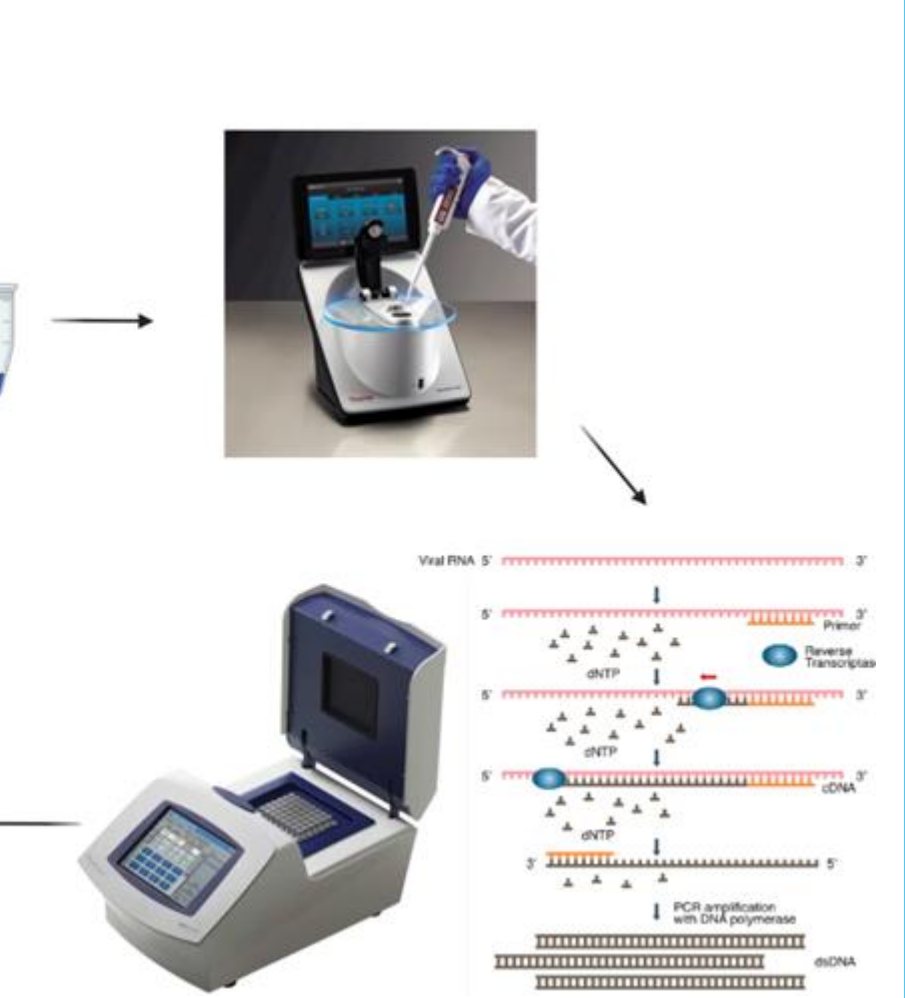 Viral RNA 5' 3'
5' 3'
Primer
Reverse
Transcriptas
dNTP
5' 3'
dNTP
5' 3'
cDNA
dNTP
3' 5'
PCR amplification
with DNA polymerase
dsDNA